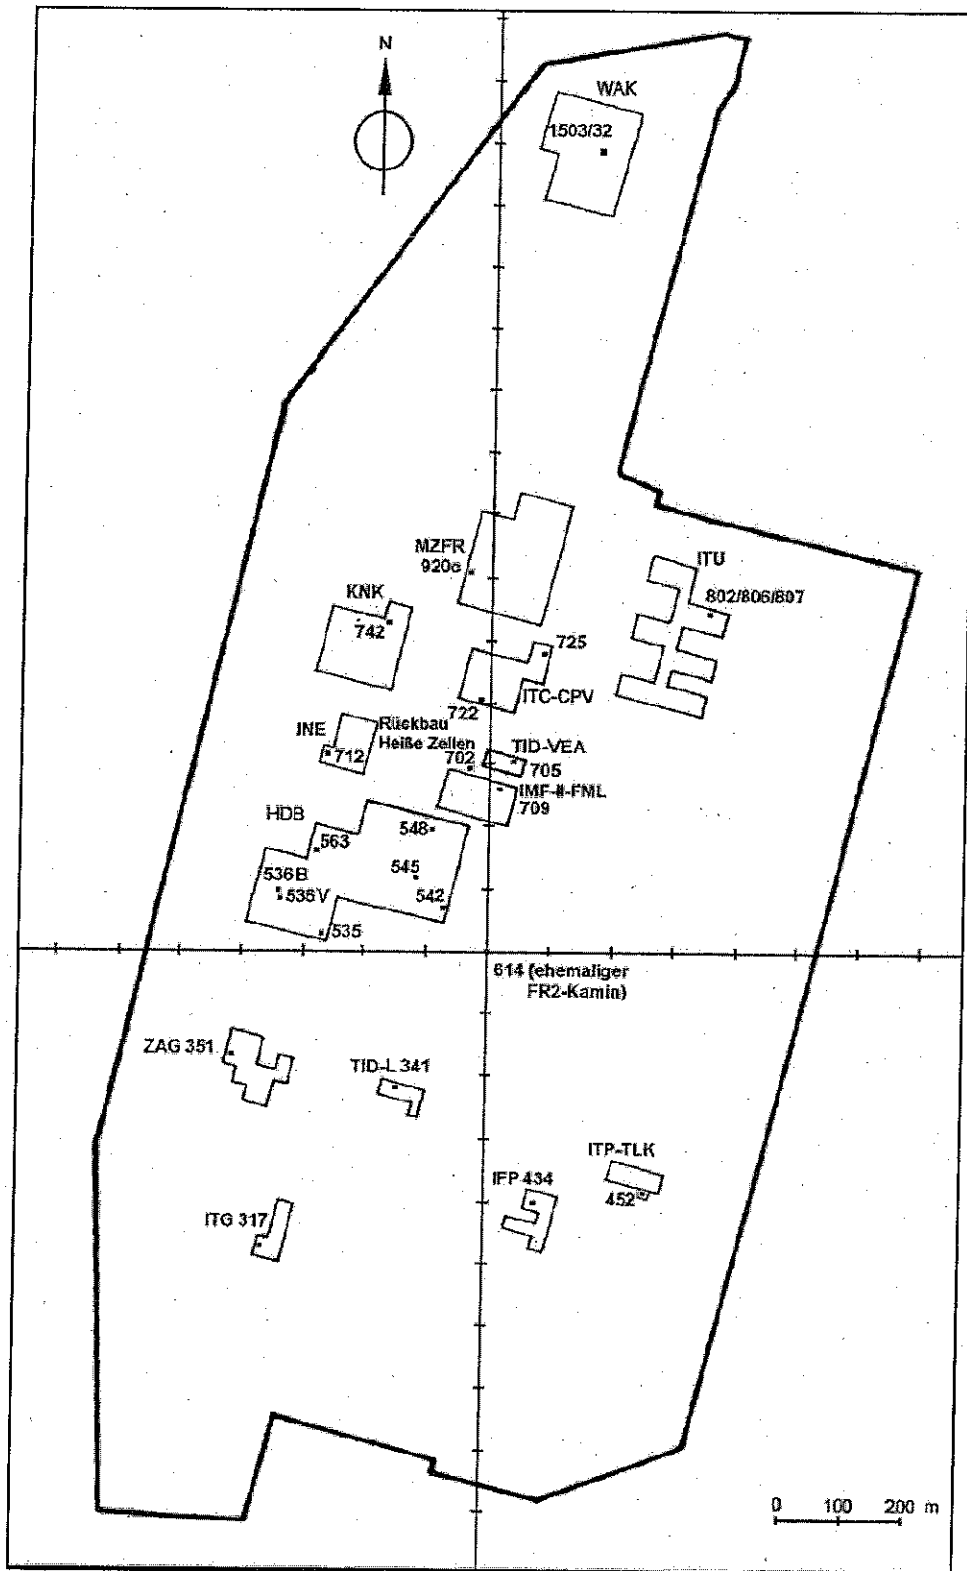 N
WAK
1503/32
MZFR
920c
ITU
802/806/807
KNK
742
725
ITC-CPV
722
INE
712
Rückbau
Heiße Zellen
702
TID-VEA
705
IMF-II-FML
709
HDB
548
563
545
536B
536V
542
535
614 (ehemaliger
FR2-Kamin)
ZAG 351
TID-L 341
ITP-TLK
IFP 434
452
ITG 317
0 100 200 m